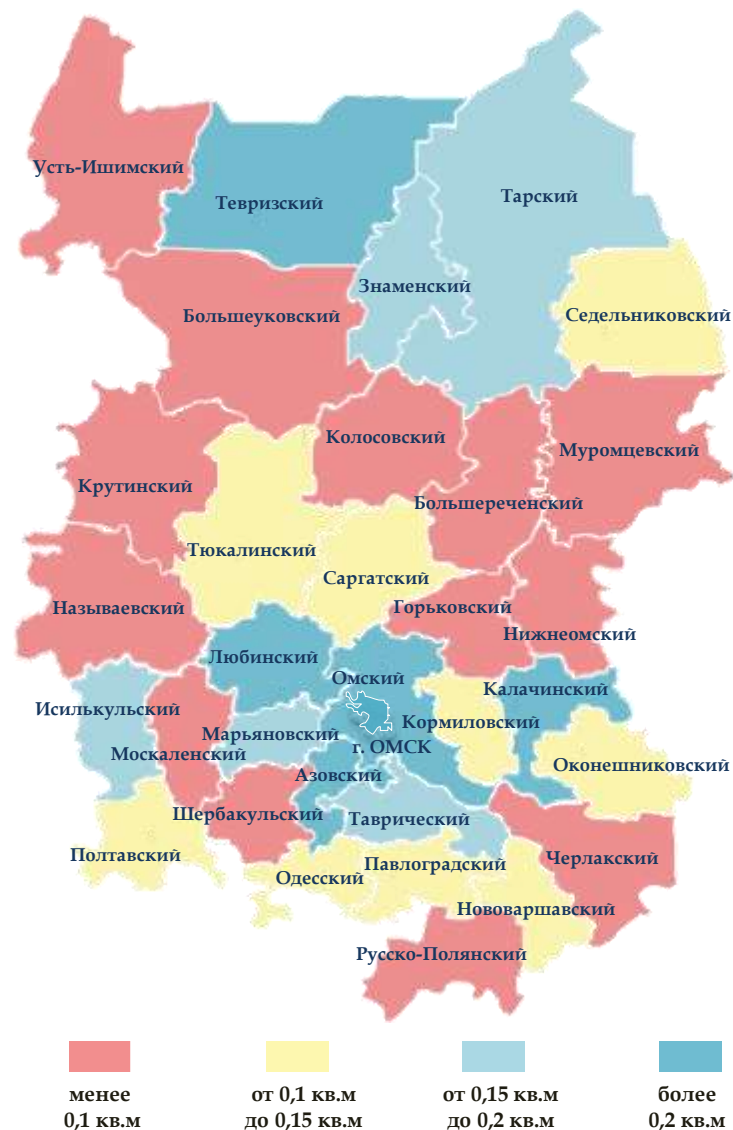 Усть-Ишимский
Тевризский
Тарский
Знаменский
Большеуковский
Седельниковский
Колосовский
Муромцевский
Крутинский
Большереченский
Тюкалинский
Саргатский
Называевский
Горьковский
Нижнеомский
Любинский
Омский
Калачинский
Исилькульский
Марьяновский
Кормиловский
Москаленский
г. ОМСК
Оконешниковский
Азовский
Шербакульский
Таврический
Полтавский
Павлоградский
Черлакский
Одесский
Нововаршавский
Русско-Полянский
менее
0,1 кв.м
от 0,1 кв.м
до 0,15 кв.м
от 0,15 кв.м
до 0,2 кв.м
более
0,2 кв.м